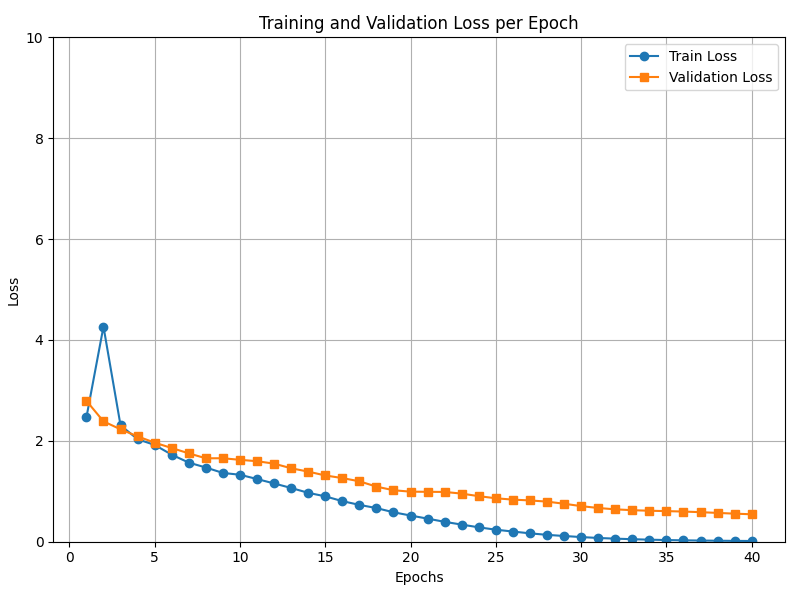 Training and Validation Loss per Epoch
Train Loss
Validation Loss
10
8
6
4
2
0
Loss
0 5 10 15 20 25 30 35 40
Epochs